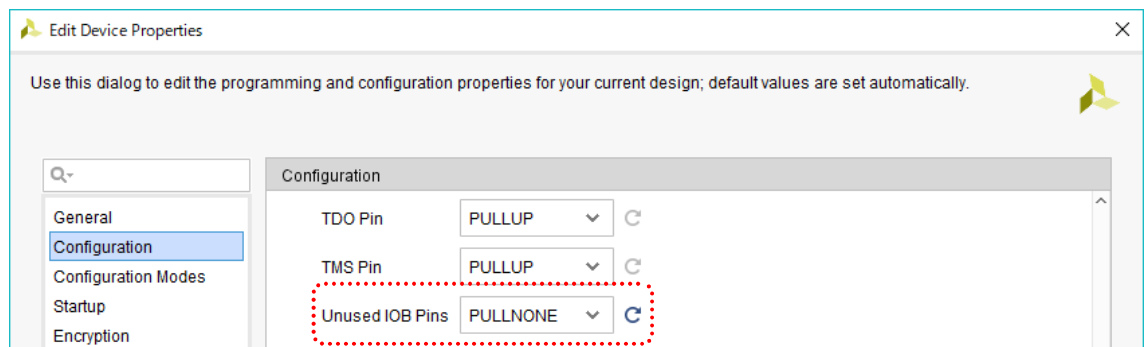 Edit Device Properties
Use this dialog to edit the programming and configuration properties for your current design; default values are set automatically.
General
Configuration
Configuration Modes
Startup
Encryption
Configuration
TDO Pin PULLUP
TMS Pin PULLUP
Unused IOB Pins PULLNONE